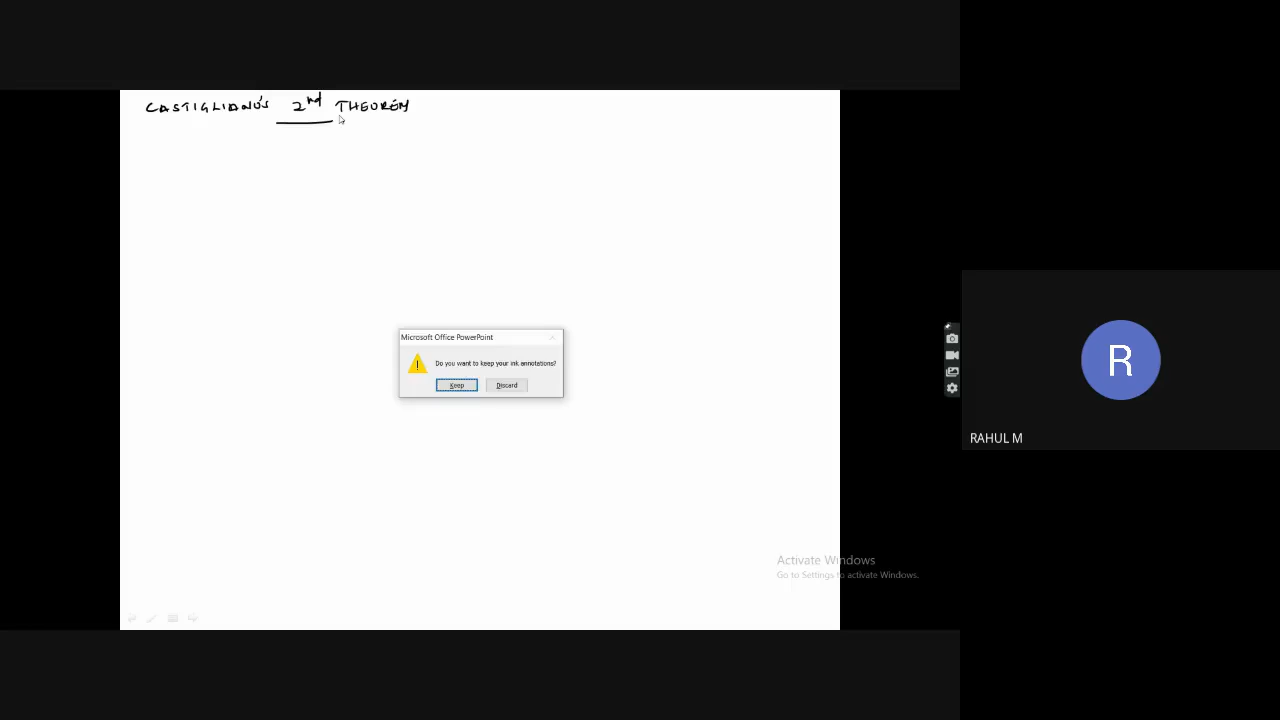 CASTIGLIANO'S 2nd THEOREM
Microsoft Office PowerPoint
Do you want to keep your ink annotations?
Keep
Discard
R
RAHUL M
Activate Windows
Go to Settings to activate Windows.